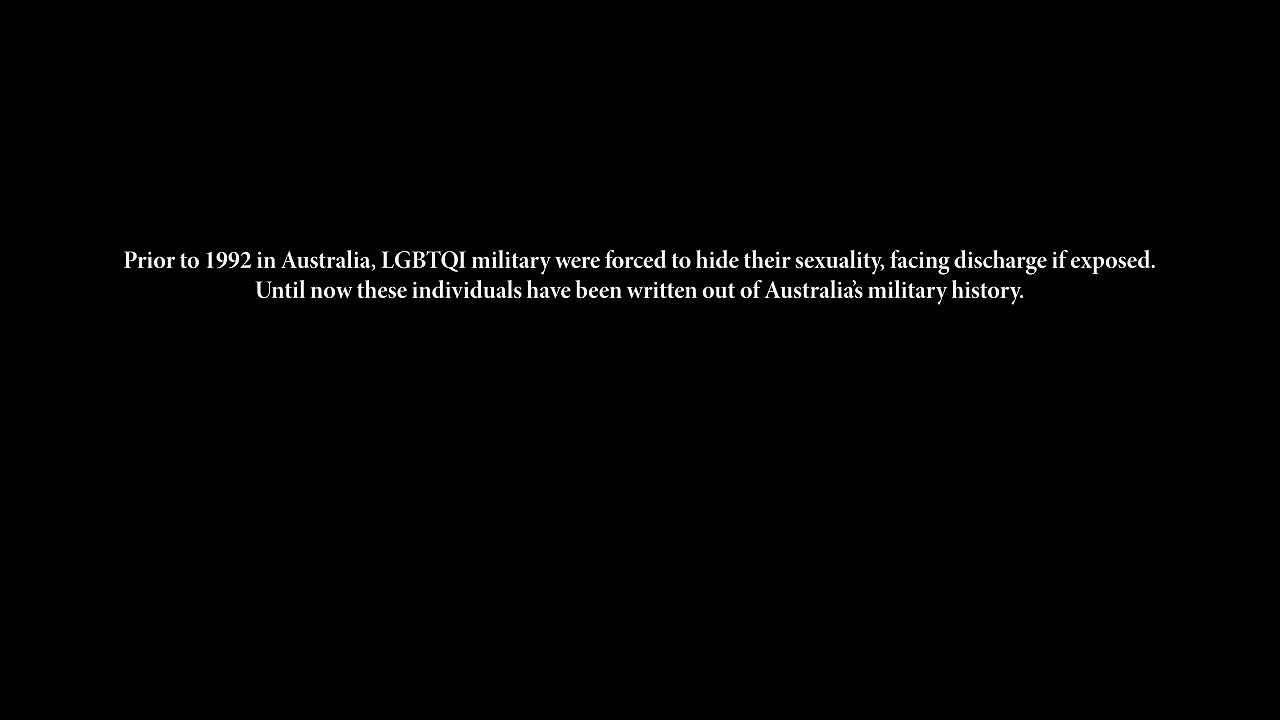 Prior to 1992 in Australia, LGBTQI military were forced to hide their sexuality, facing discharge if exposed.
Until now these individuals have been written out of Australia’s military history.